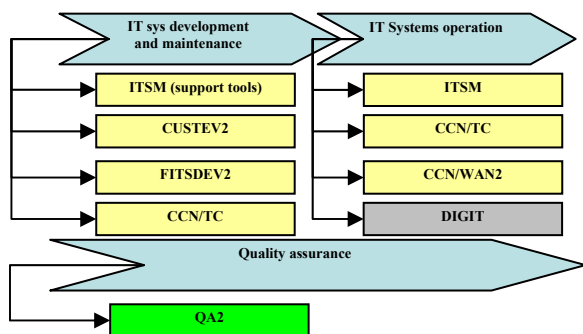 IT sys development
and maintenance
IT Systems operation
ITSM (support tools)
ITSM
CUSTEV2
CCN/TC
FITSDEV2
CCN/WAN2
CCN/TC
DIGIT
Quality assurance
QA2